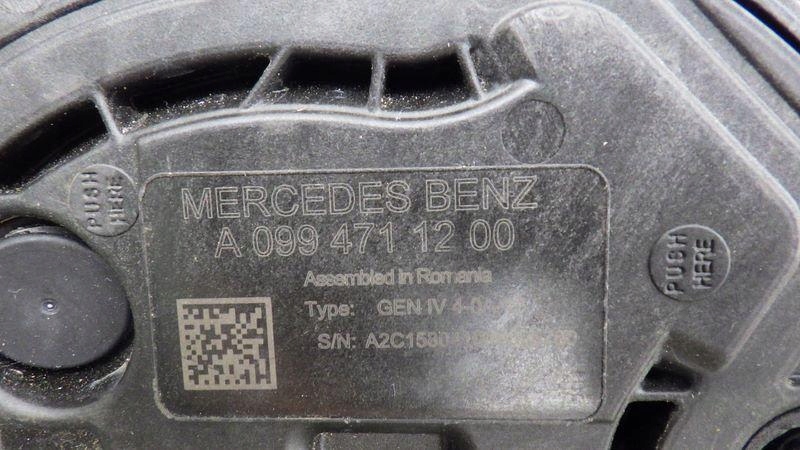 MERCEDES BENZ
A 099 471 12 00
Assembled in Romania
Type: GEN IV
S/N:
PUSH HERE
PUSH HERE